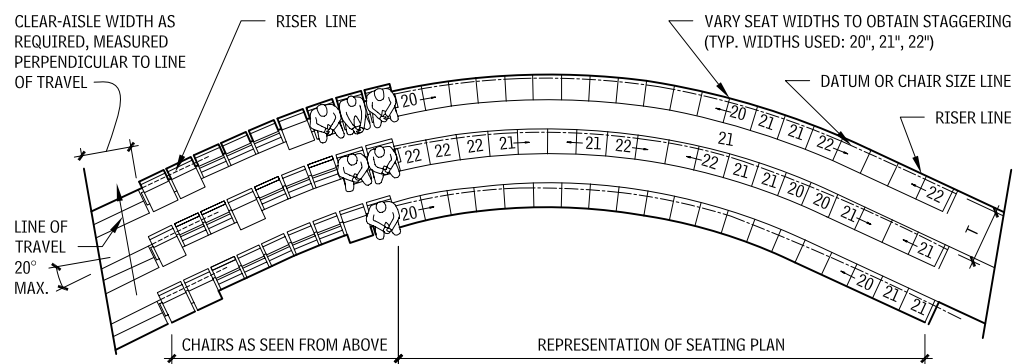 CLEAR-AISLE WIDTH AS
REQUIRED, MEASURED
PERPENDICULAR TO LINE
OF TRAVEL
RISER LINE
VARY SEAT WIDTHS TO OBTAIN STAGGERING
(TYP. WIDTHS USED: 20", 21", 22")
DATUM OR CHAIR SIZE LINE
RISER LINE
20
20 21 21 22
22
21
22 22 22 21
21 22
22 21 21 20 20 21
21
20
20 21 21
T
LINE OF
TRAVEL
20°
MAX.
CHAIRS AS SEEN FROM ABOVE
REPRESENTATION OF SEATING PLAN